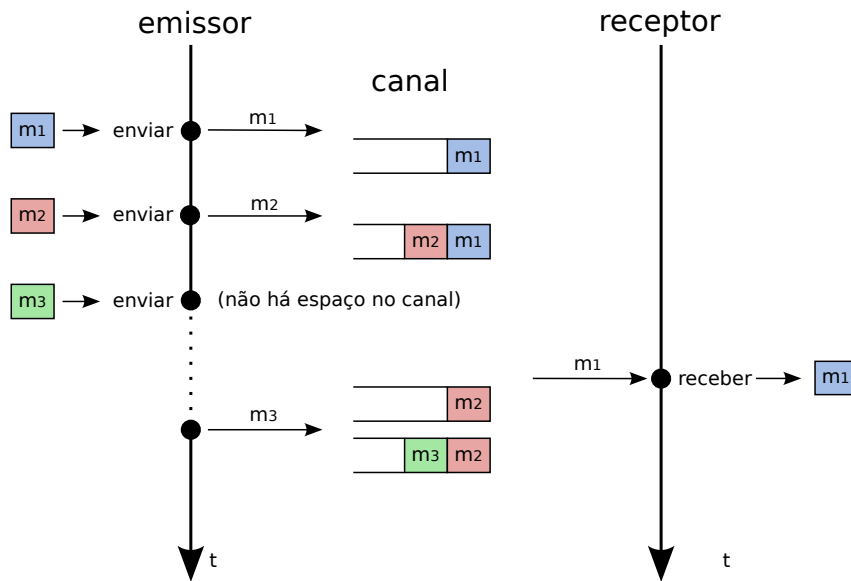 emissor
receptor
canal
m1 enviar m1
m1
m2 enviar m2
m2 m1
m3 enviar (não há espaço no canal)
m1 receber m1
m2
m3
m3 m2
t
t